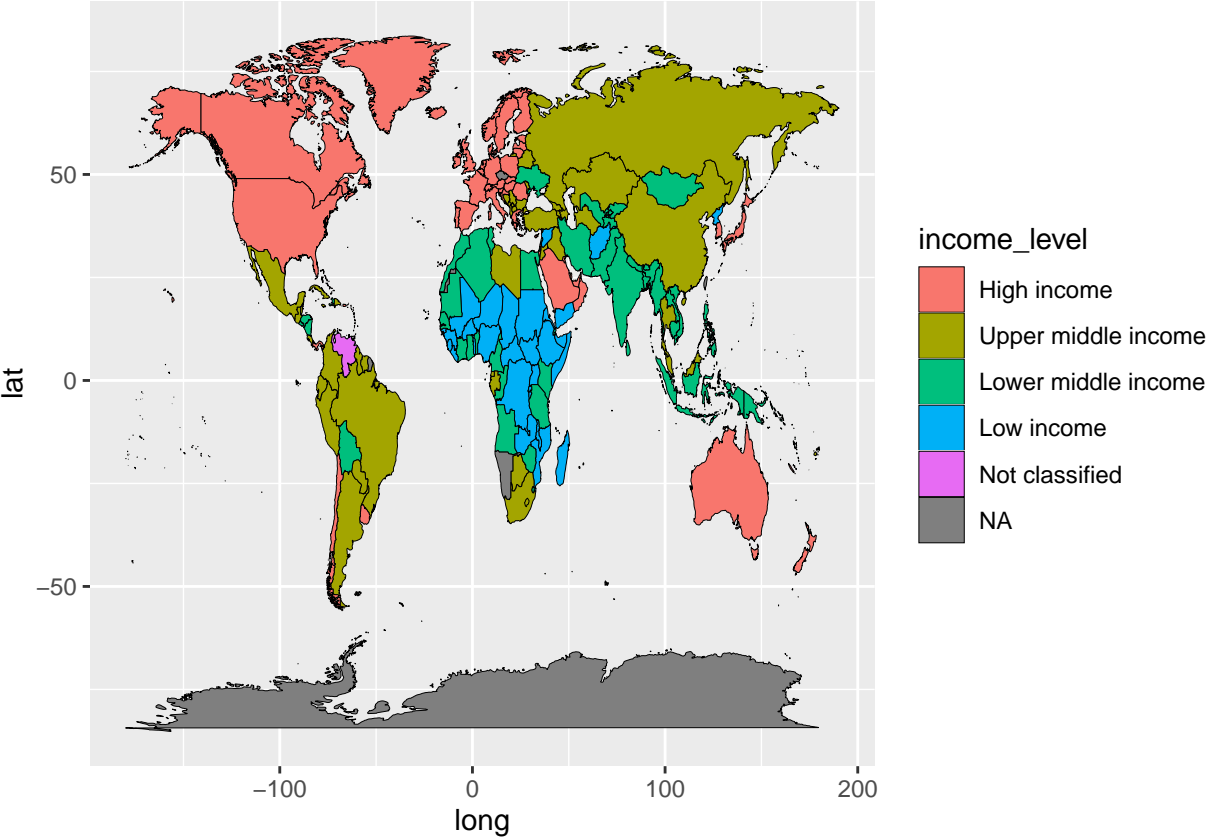 50
0
−50
lat
−100
0
100
200
long
income_level
High income
Upper middle income
Lower middle income
Low income
Not classified
NA